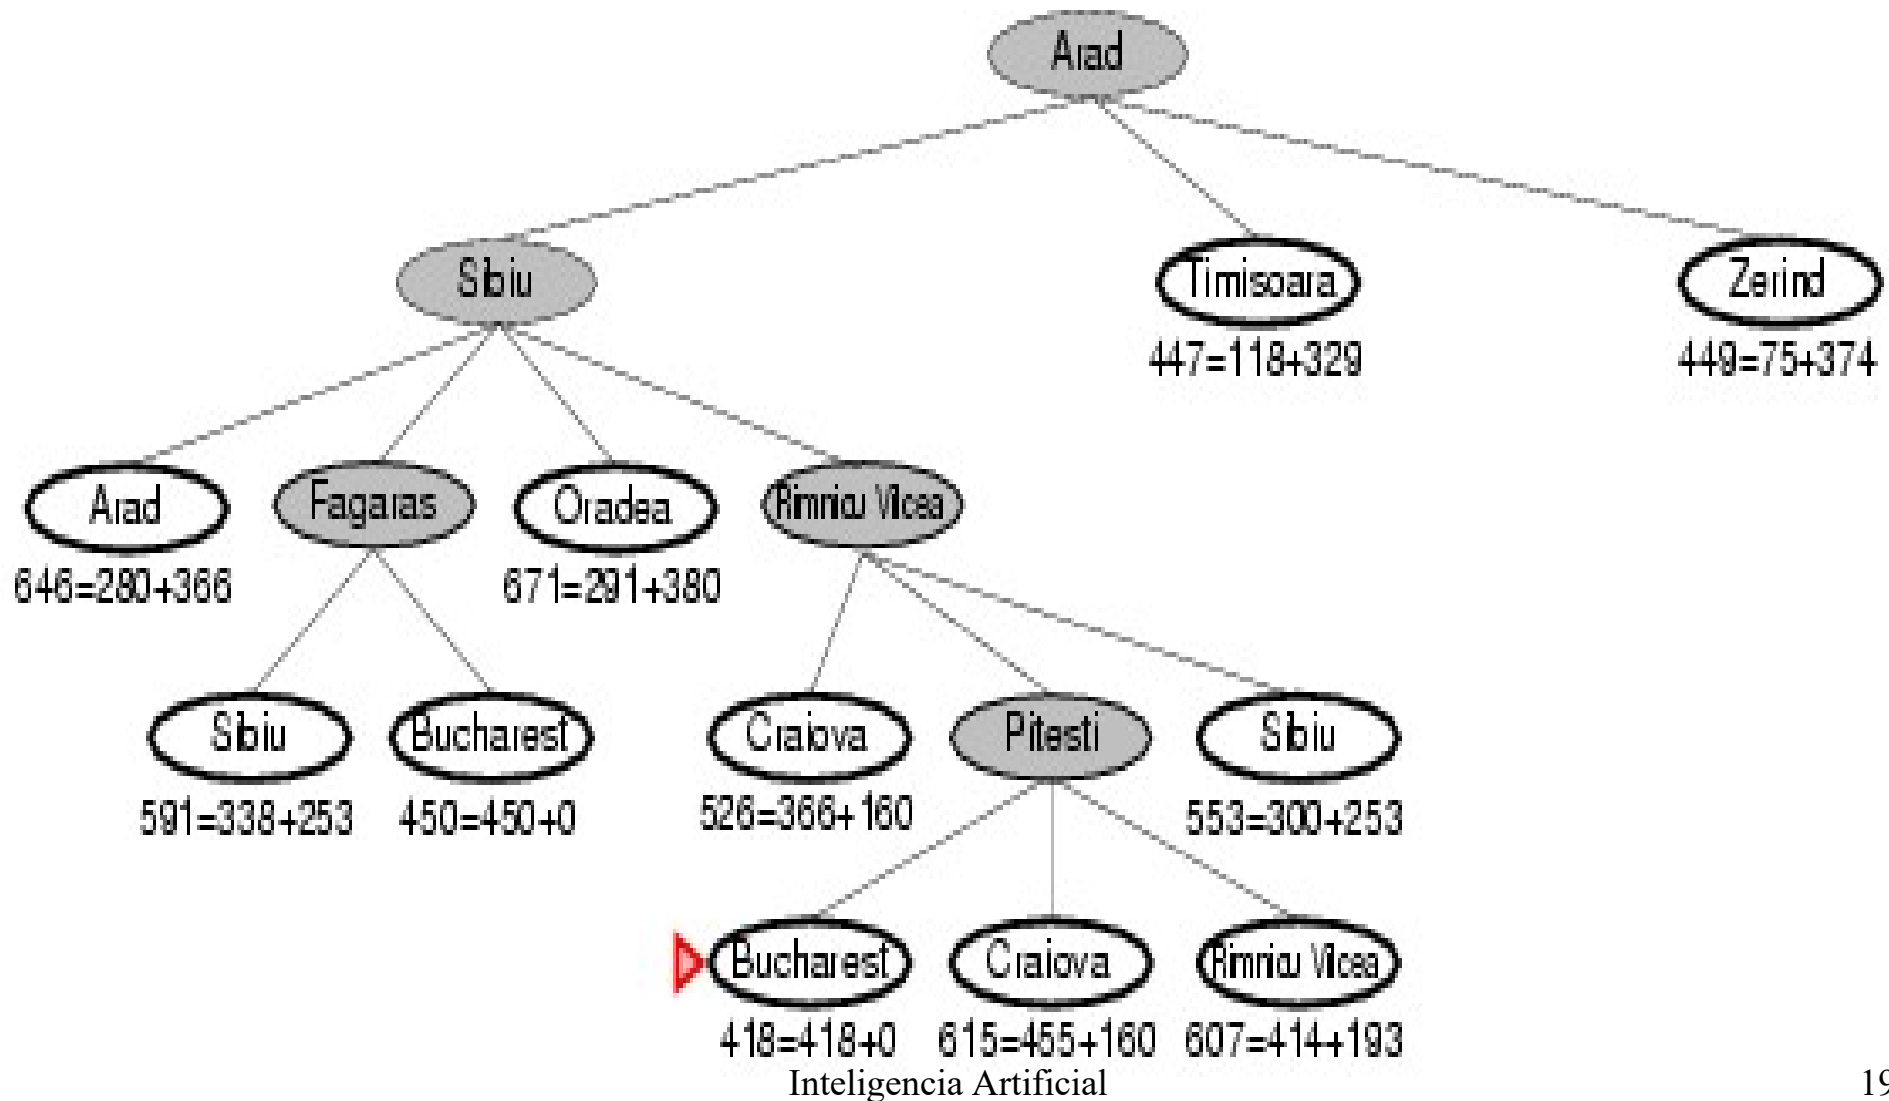 Arad
Sibiu Timisoara Zerind
447=118+329 449=75+374
Arad Fagaras Oradea Rimnicu Vilcea
646=280+366 671=291+380
Sibiu Bucharest Craiova Pitesti Sibiu
591=338+253 450=450+0 526=366+160 553=300+253
Bucharest Craiova Rimnicu Vilcea
418=418+0 615=455+160 607=414+193
Inteligencia Artificial 19